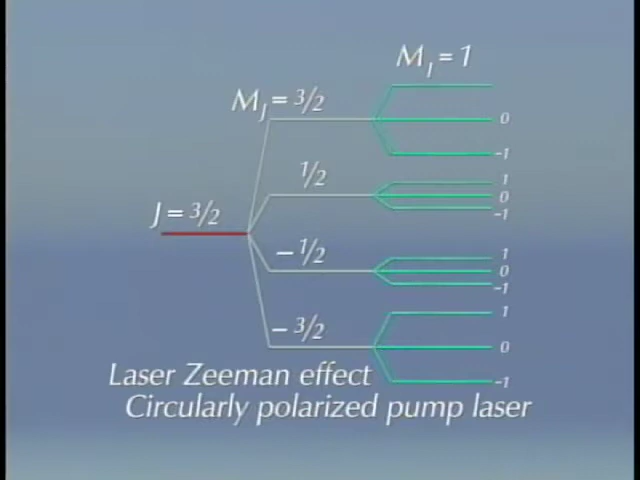 M_I = 1
M_J = 3/2
0
-1
1/2
1
0
-1
J = 3/2
- 1/2
1
0
-1
1
- 3/2
0
-1
Laser Zeeman effect
Circularly polarized pump laser